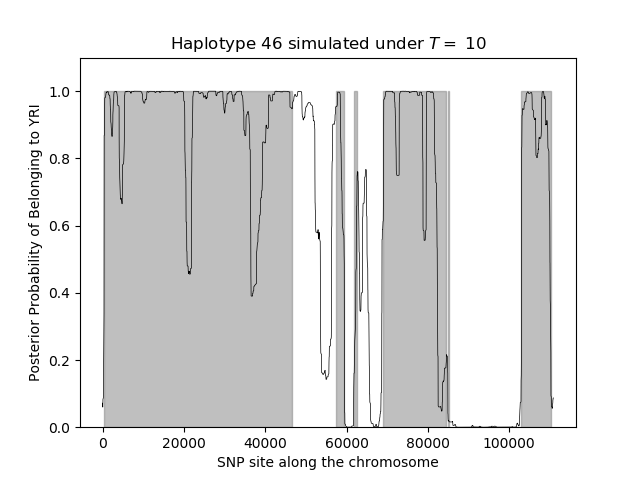 Haplotype 46 simulated under T = 10
Posterior Probability of Belonging to YRI
1.0
0.8
0.6
0.4
0.2
0.0
0 20000 40000 60000 80000 100000
SNP site along the chromosome